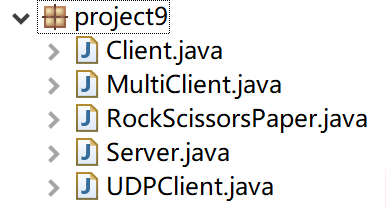 project9
Client.java
MultiClient.java
RockScissorsPaper.java
Server.java
UDPClient.java